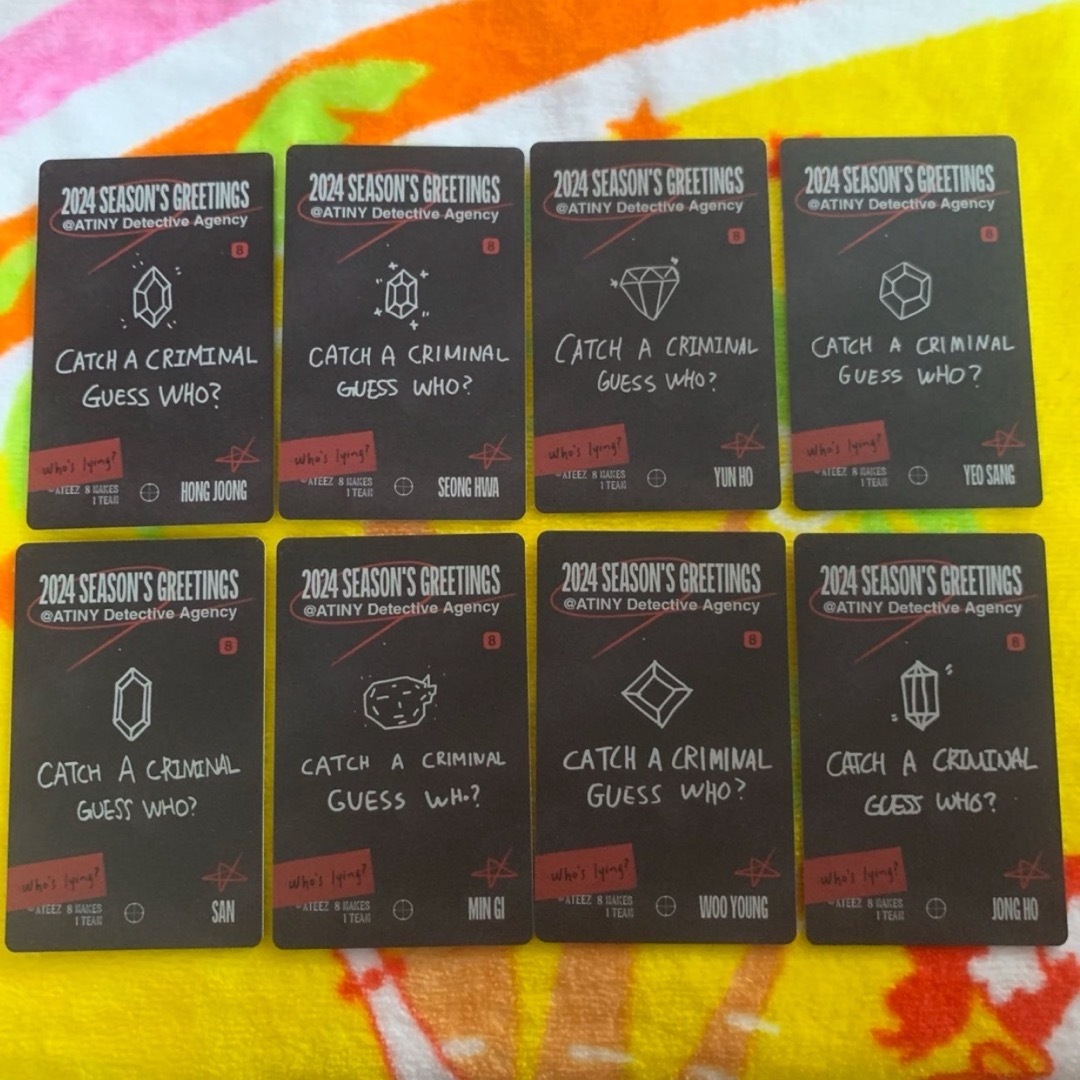 2024 SEASON'S GREETINGS
@ATINY Detective Agency
8
CATCH A CRIMINAL
GUESS WHO?
who's lying?
ATEEZ 8 MAKES
1 TEAM
HONG JOONG
2024 SEASON'S GREETINGS
@ATINY Detective Agency
8
CATCH A CRIMINAL
GUESS WHO?
who's lying?
ATEEZ 8 MAKES
1 TEAM
SEONG HWA
2024 SEASON'S GREETINGS
@ATINY Detective Agency
8
CATCH A CRIMINAL
GUESS WHO?
who's lying?
ATEEZ 8 MAKES
1 TEAM
YUN HO
2024 SEASON'S GREETINGS
@ATINY Detective Agency
8
CATCH A CRIMINAL
GUESS WHO?
who's lying?
ATEEZ 8 MAKES
1 TEAM
YEO SANG
2024 SEASON'S GREETINGS
@ATINY Detective Agency
8
CATCH A CRIMINAL
GUESS WHO?
who's lying?
ATEEZ 8 MAKES
1 TEAM
SAN
2024 SEASON'S GREETINGS
@ATINY Detective Agency
8
CATCH A CRIMINAL
GUESS WHO?
who's lying?
ATEEZ 8 MAKES
1 TEAM
MIN GI
2024 SEASON'S GREETINGS
@ATINY Detective Agency
8
CATCH A CRIMINAL
GUESS WHO?
who's lying?
ATEEZ 8 MAKES
1 TEAM
WOO YOUNG
2024 SEASON'S GREETINGS
@ATINY Detective Agency
8
CATCH A CRIMINAL
GUESS WHO?
who's lying?
ATEEZ 8 MAKES
1 TEAM
JONG HO